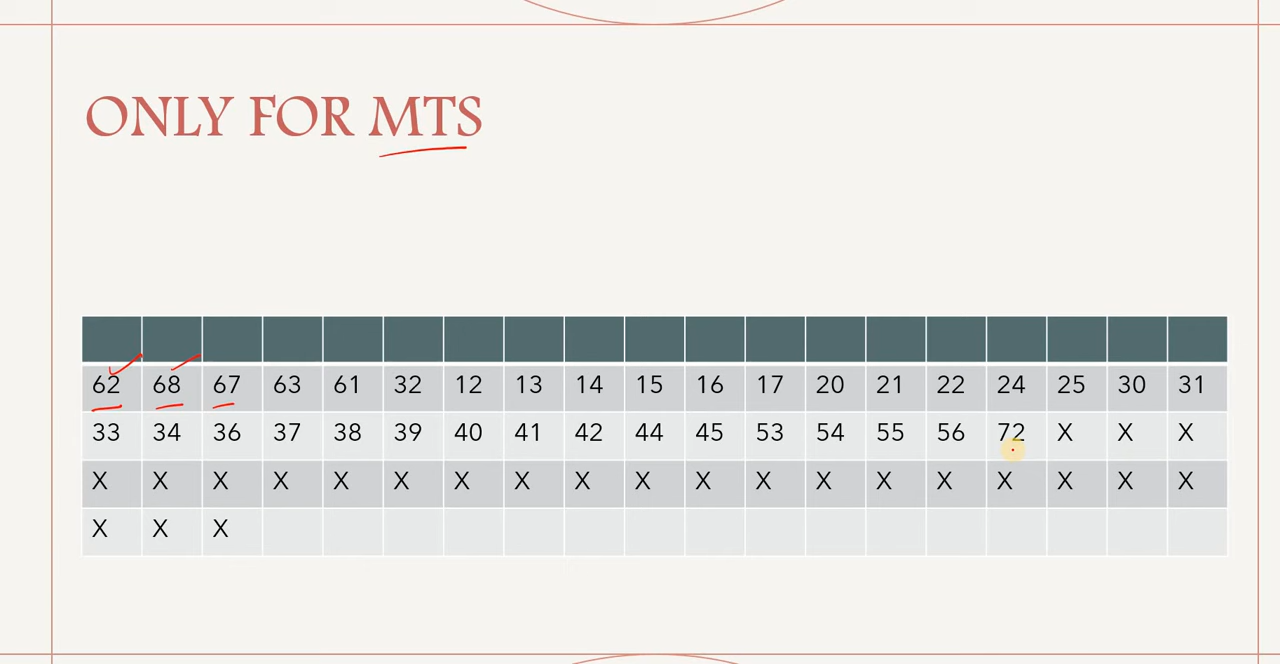 ONLY FOR MTS
62 68 67 63 61 32 12 13 14 15 16 17 20 21 22 24 25 30 31
33 34 36 37 38 39 40 41 42 44 45 53 54 55 56 72 X X X
X X X X X X X X X X X X X X X X X X X
X X X